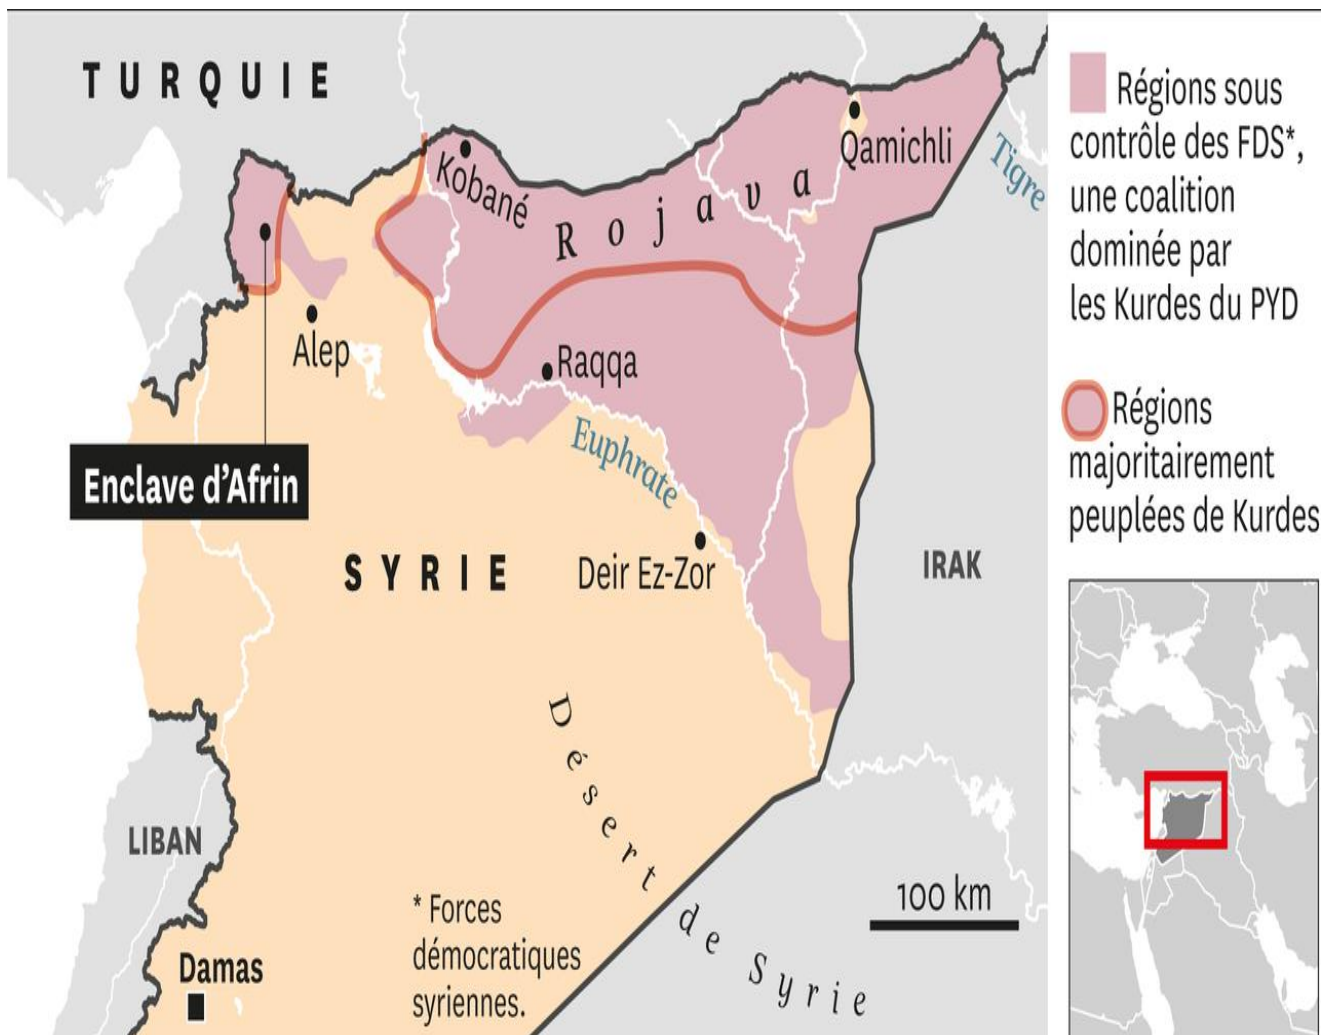 TURQUIE
Kobané
Qamichli
Tigre
Rojava
Alep
Raqqa
Euphrate
Enclave d'Afrin
SYRIE
Deir Ez-Zor
IRAK
Désert
de Syrie
LIBAN
Damas
* Forces
démocratiques
syriennes.
100 km
Régions sous
contrôle des FDS*,
une coalition
dominée par
les Kurdes du PYD
Régions
majoritairement
peuplées de Kurdes